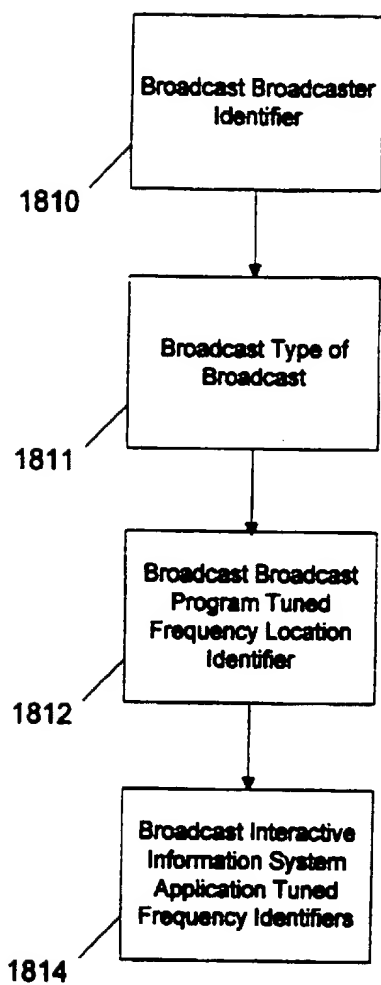 Broadcast Broadcaster
Identifier
1810
Broadcast Type of
Broadcast
1811
Broadcast Broadcast
Program Tuned
Frequency Location
Identifier
1812
Broadcast Interactive
Information System
Application Tuned
Frequency Identifiers
1814